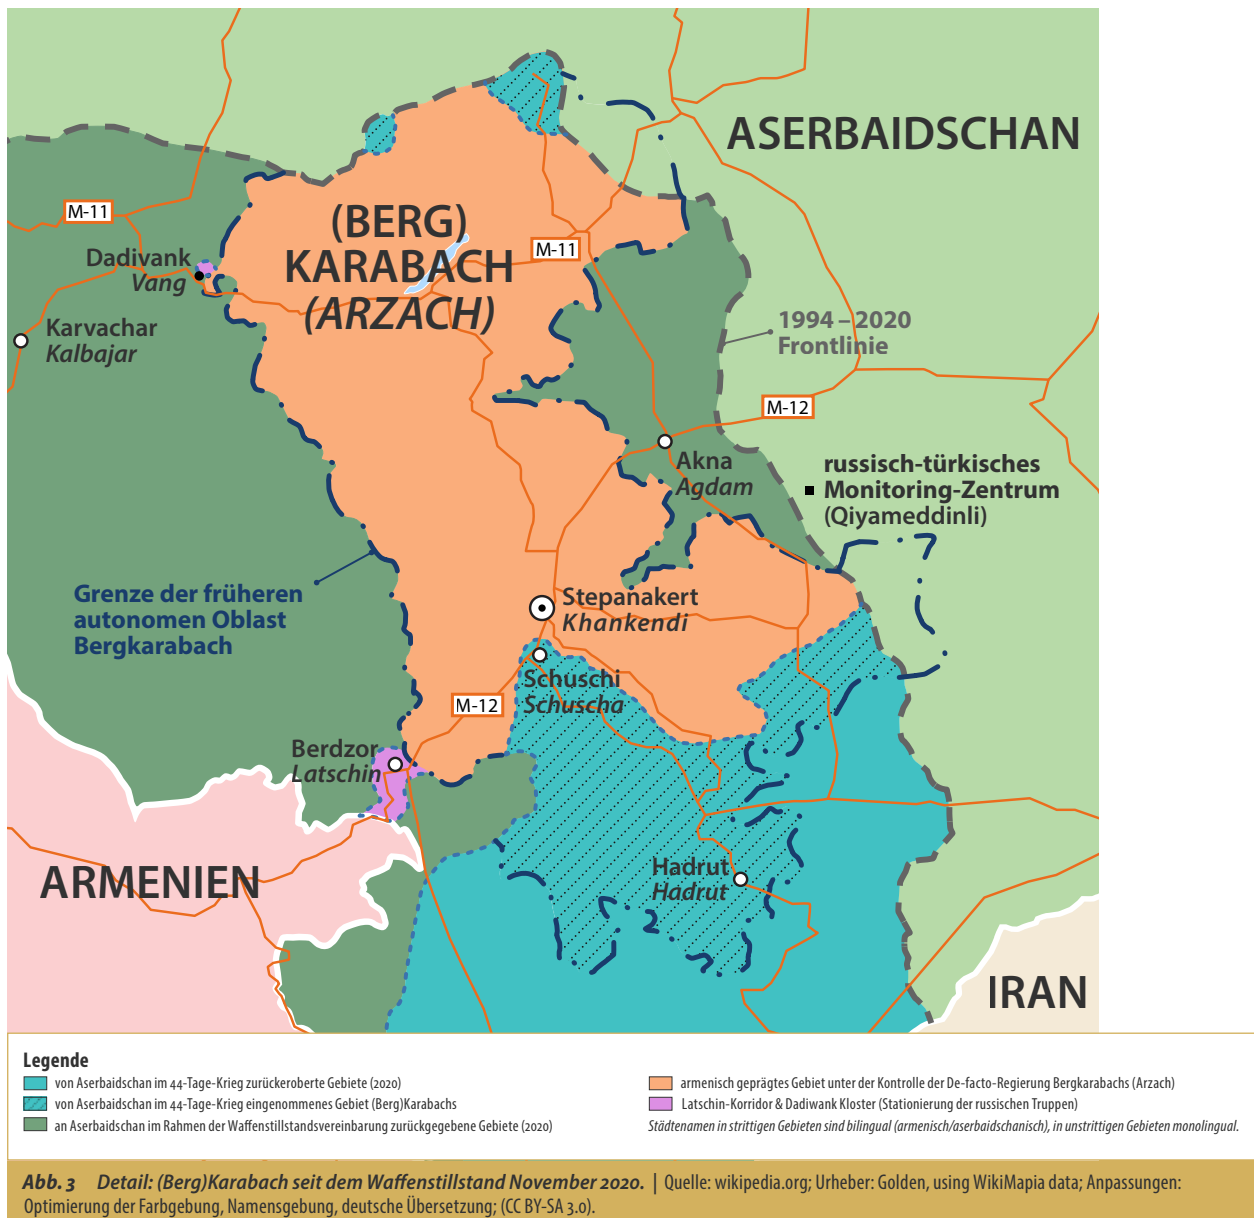 ASERBAIDSCHAN
(BERG)
KARABACH
(ARZACH)
M-11
M-11
Dadivank
Vang
Karvachar
Kalbajar
1994–2020
Frontlinie
M-12
Akna
Agdam
russisch-türkisches
Monitoring-Zentrum
(Qiyameddinli)
Grenze der früheren
autonomen Oblast
Bergkarabach
Stepanakert
Khankendi
Schuschi
Schuscha
M-12
Berdzor
Latschin
ARMENIEN
Hadrut
Hadrut
IRAN
Legende
von Aserbaidschan im 44-Tage-Krieg zurückeroberte Gebiete (2020)
von Aserbaidschan im 44-Tage-Krieg eingenommenes Gebiet (Berg)Karabachs
an Aserbaidschan im Rahmen der Waffenstillstandsvereinbarung zurückgegebene Gebiete (2020)
armenisch geprägtes Gebiet unter der Kontrolle der De-facto-Regierung Bergkarabachs (Arzach)
Latschin-Korridor & Dadiwank Kloster (Stationierung der russischen Truppen)
Städtenamen in strittigen Gebieten sind bilingual (armenisch/aserbaidschanisch), in unstrittigen Gebieten monolingual.
Abb. 3 Detail: (Berg)Karabach seit dem Waffenstillstand November 2020. | Quelle: wikipedia.org; Urheber: Golden, using WikiMapia data; Anpassungen:
Optimierung der Farbgebung, Namensgebung, deutsche Übersetzung; (CC BY-SA 3.0).